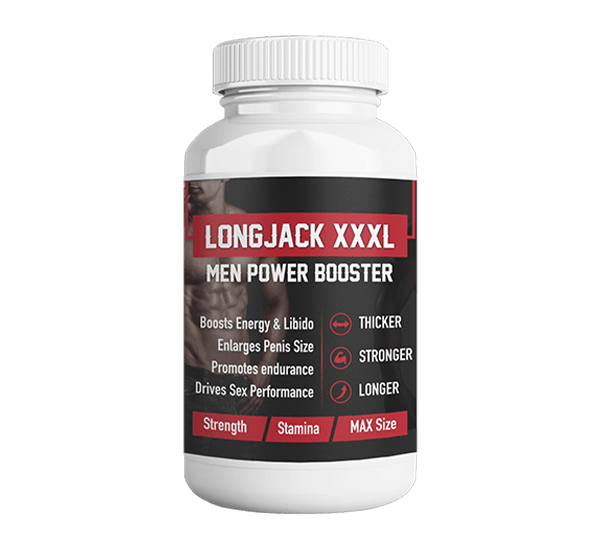 LONGJACK XXXL
MEN POWER BOOSTER
Boosts Energy & Libido
Enlarges Penis Size
Promotes endurance
Drives Sex Performance
THICKER
STRONGER
LONGER
Strength
Stamina
MAX Size